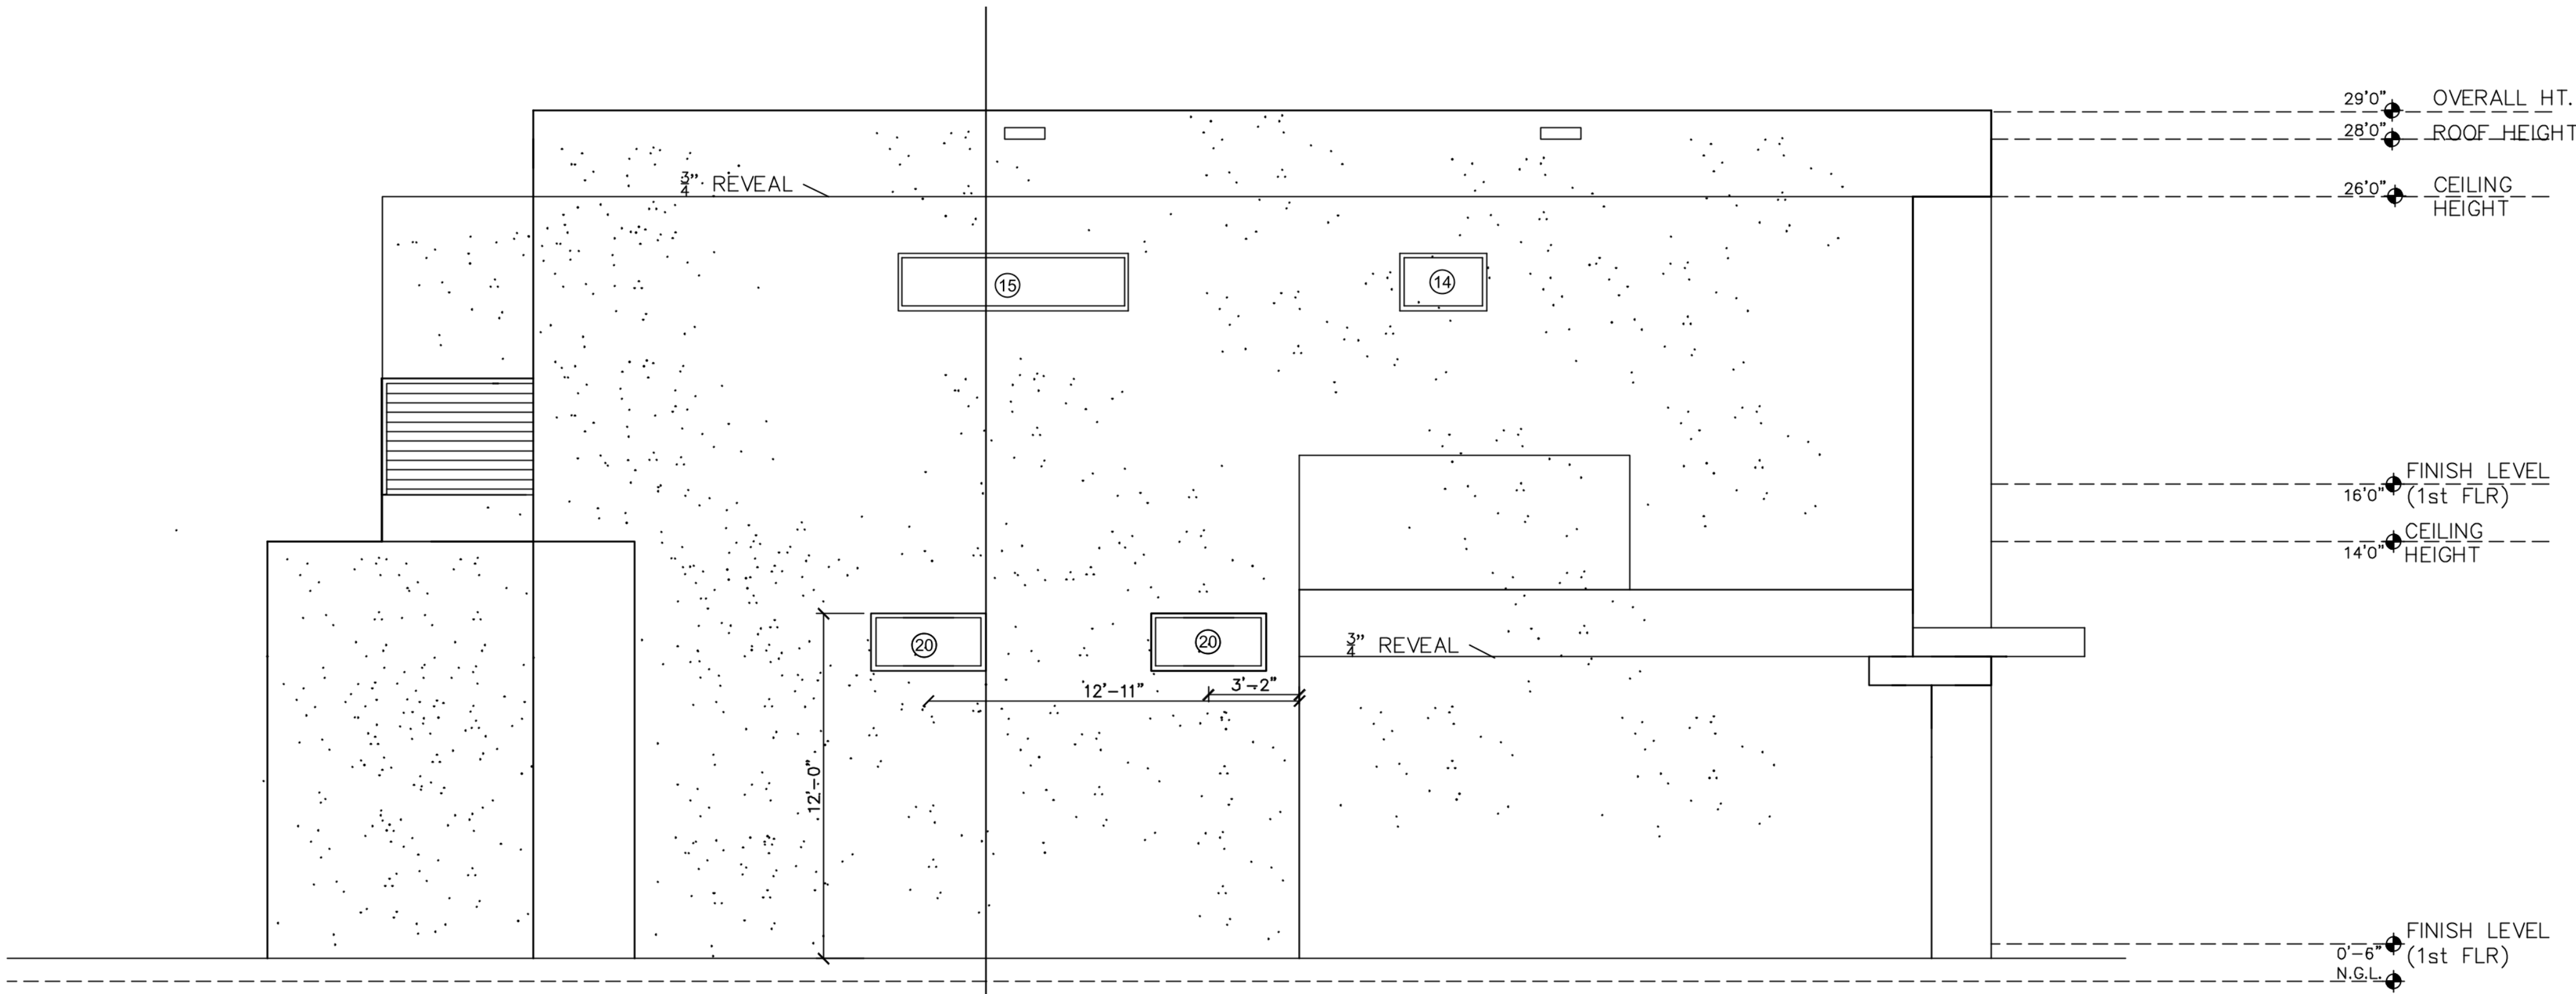 29'0" OVERALL HT.
28'0" ROOF HEIGHT
3/4" REVEAL
26'0" CEILING
HEIGHT
15
14
FINISH LEVEL
16'0" (1st FLR)
CEILING
14'0" HEIGHT
20
20
3/4" REVEAL
12'-11"
3'-2"
12'-0"
FINISH LEVEL
0'-6" (1st FLR)
N.G.L.